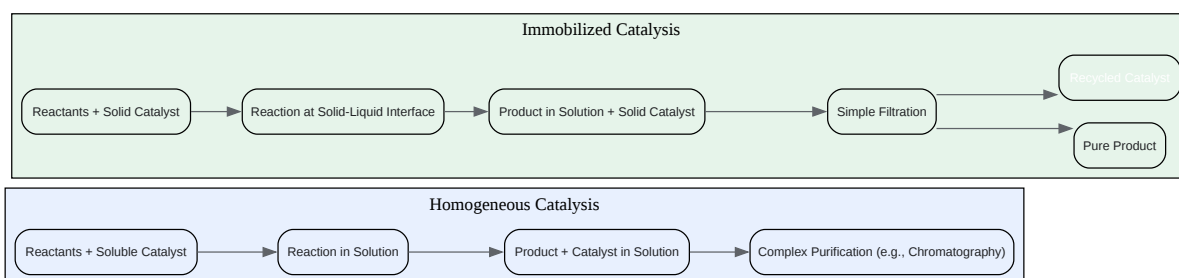 Immobilized Catalysis
Recycled Catalyst
Reactants + Solid Catalyst
Reaction at Solid-Liquid Interface
Product in Solution + Solid Catalyst
Simple Filtration
Pure Product
Homogeneous Catalysis
Reactants + Soluble Catalyst
Reaction in Solution
Product + Catalyst in Solution
Complex Purification (e.g., Chromatography)